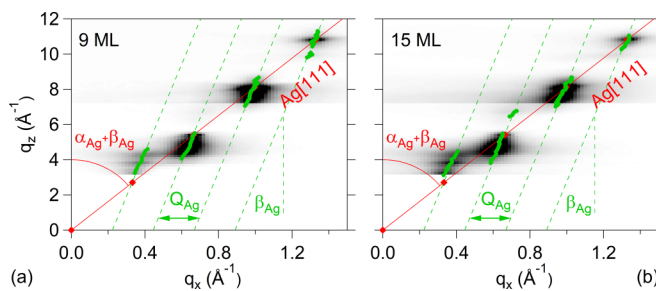 12
10
8
6
4
2
0
q_z (Å⁻¹)
9 ML
Ag[111]
α_Ag+β_Ag
Q_Ag
β_Ag
0.0 0.4 0.8 1.2
(a) q_x (Å⁻¹)
15 ML
Ag[111]
α_Ag+β_Ag
Q_Ag
β_Ag
0.0 0.4 0.8 1.2
q_x (Å⁻¹) (b)